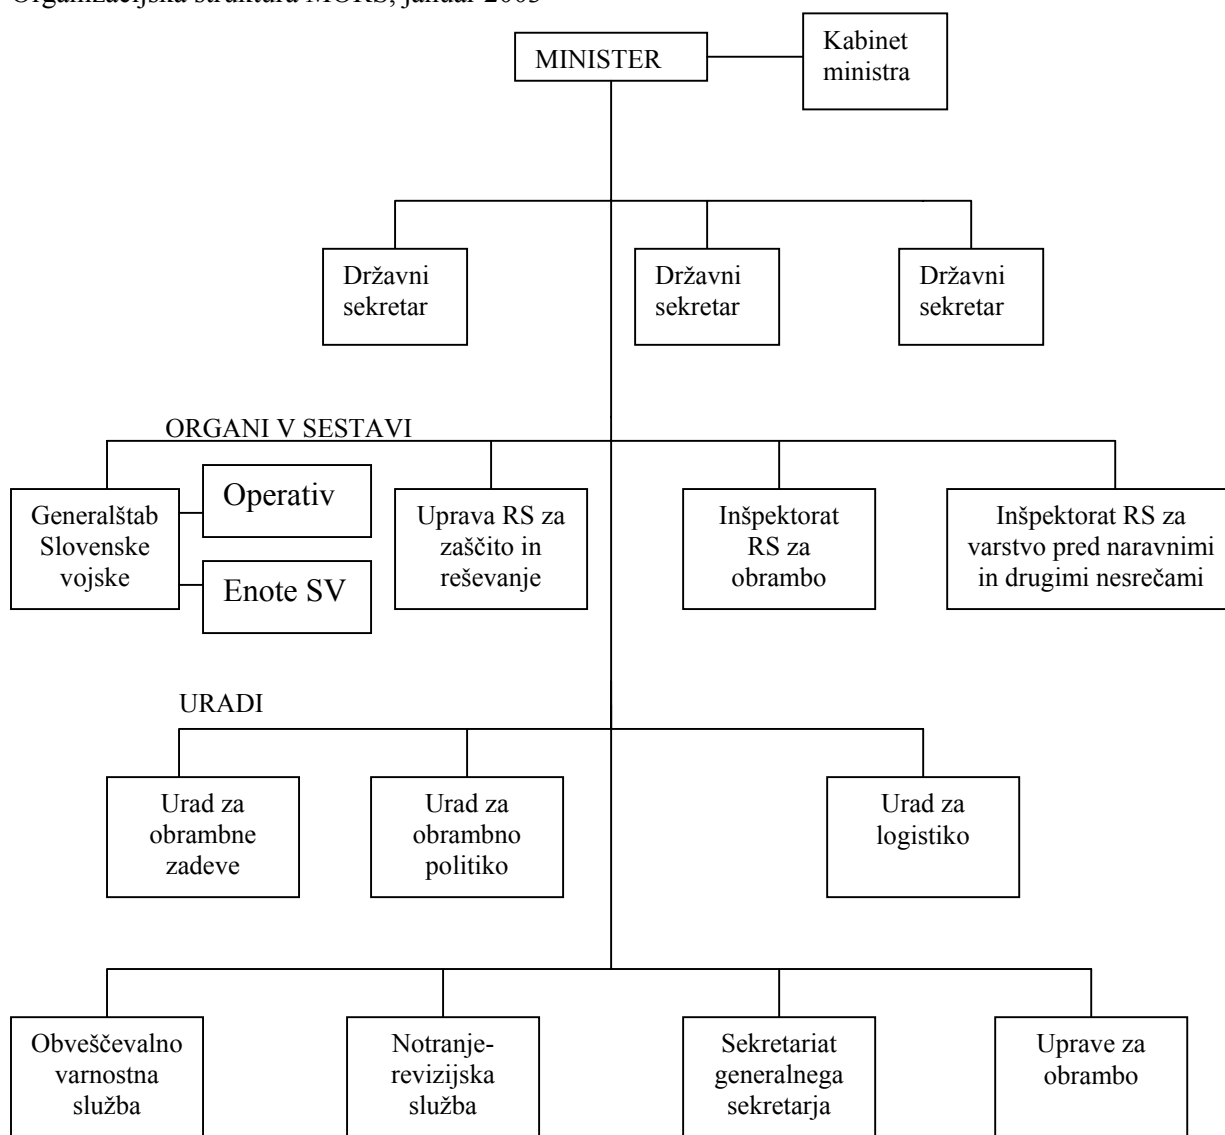 MINISTER
Kabinet
ministra
Državni
sekretar
Državni
sekretar
Državni
sekretar
ORGANI V SESTAVI
Generalštab
Slovenske
vojske
Operativ
Enote SV
Uprava RS za
zaščito in
reševanje
Inšpektorat
RS za
obrambo
Inšpektorat RS za
varstvo pred naravnimi
in drugimi nesrečami
URADI
Urad za
obrambne
zadeve
Urad za
obrambno
politiko
Urad za
logistiko
Obveščevalno
varnostna
služba
Notranje-
revizijska
služba
Sekretariat
generalnega
sekretarja
Uprave za
obrambo